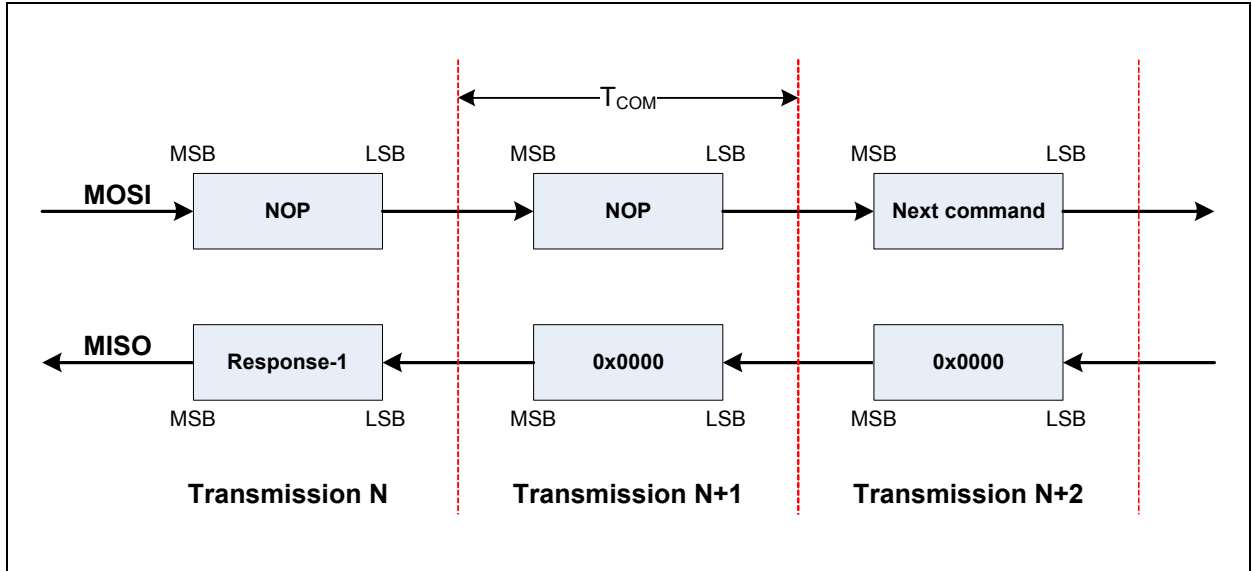 T_COM
MSB LSB MSB LSB MSB LSB
MOSI NOP NOP Next command
MISO Response-1 0x0000 0x0000
MSB LSB MSB LSB MSB LSB
Transmission N Transmission N+1 Transmission N+2